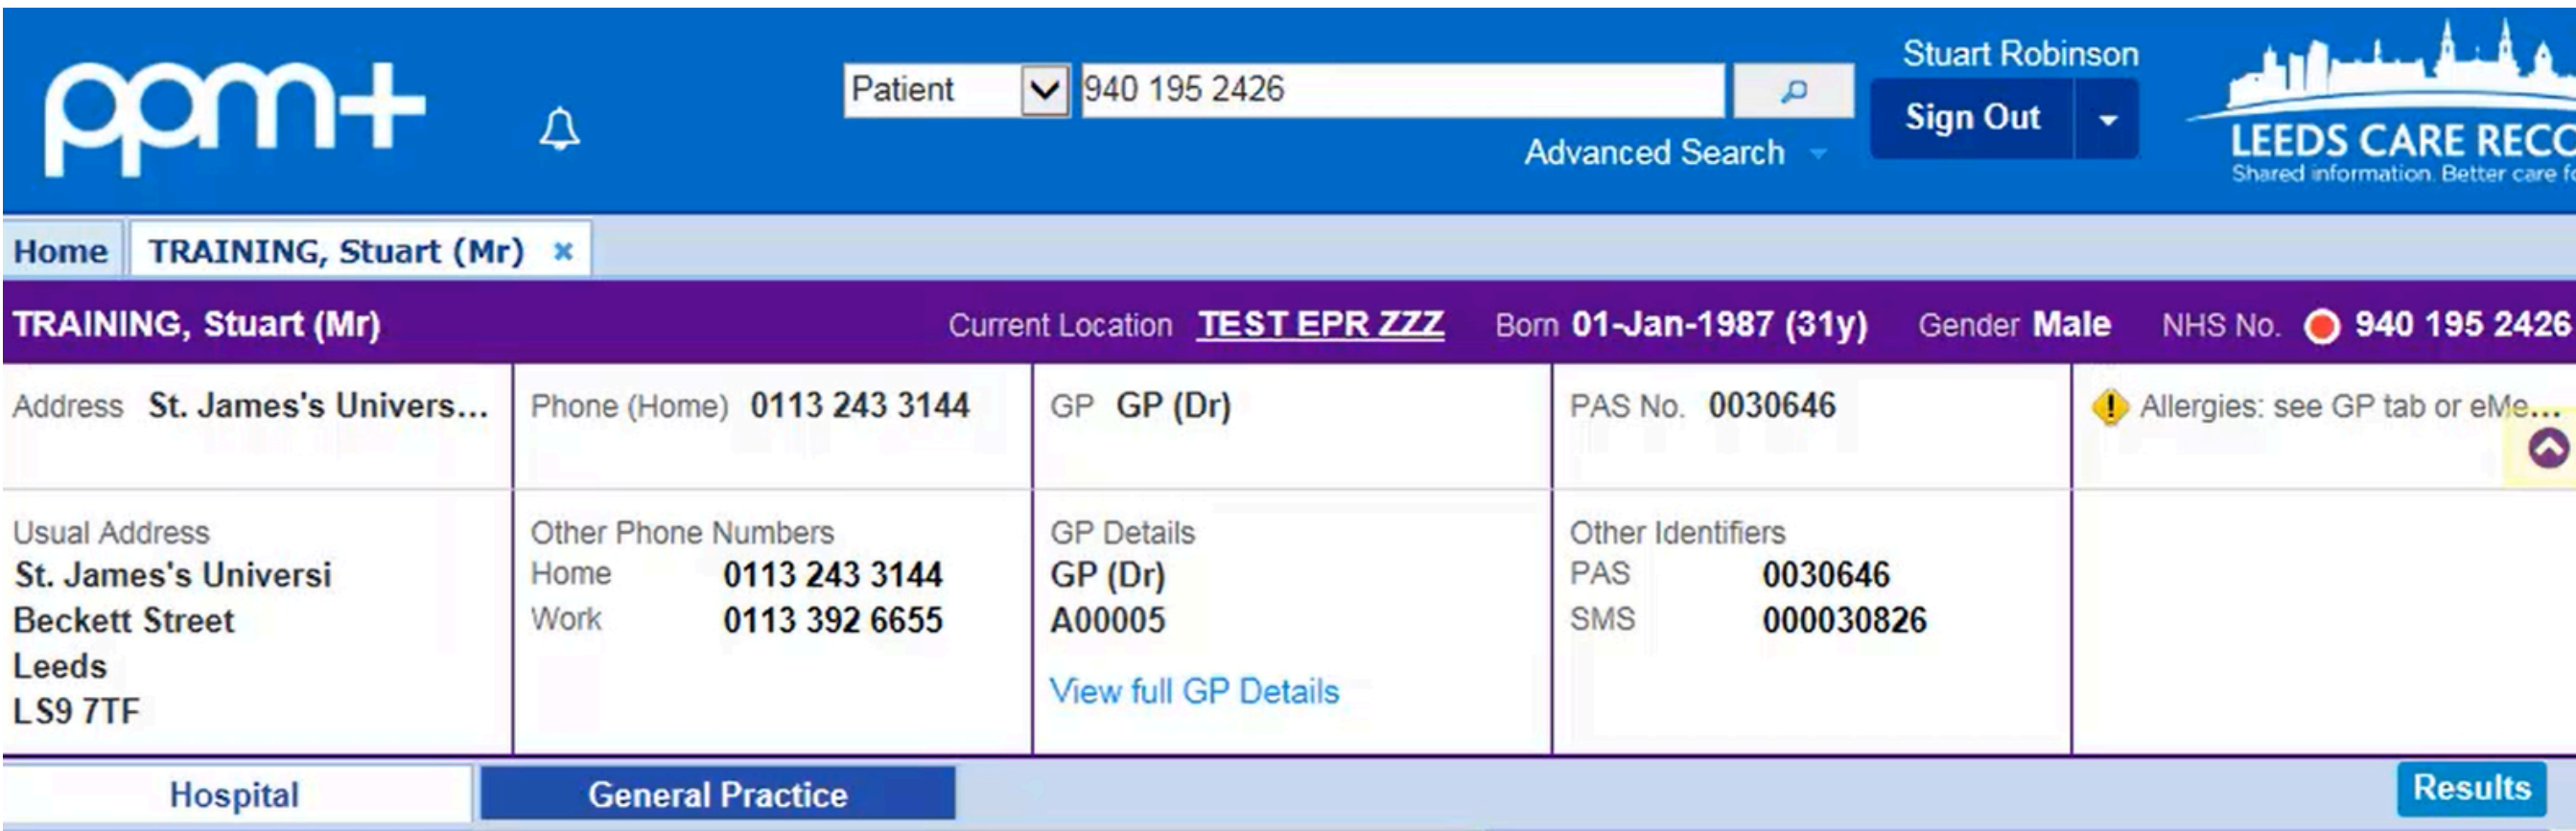 ppm+
Patient 940 195 2426
Stuart Robinson
Sign Out
Advanced Search
LEEDS CARE RECO
Shared information. Better care fo
Home TRAINING, Stuart (Mr) ×
TRAINING, Stuart (Mr) Current Location TEST EPR ZZZ Born 01-Jan-1987 (31y) Gender Male NHS No. 940 195 2426
Address St. James's Univers... Phone (Home) 0113 243 3144 GP GP (Dr) PAS No. 0030646 Allergies: see GP tab or eMe...
Usual Address
St. James's Universi
Beckett Street
Leeds
LS9 7TF
Other Phone Numbers
Home 0113 243 3144
Work 0113 392 6655
GP Details
GP (Dr)
A00005
View full GP Details
Other Identifiers
PAS 0030646
SMS 000030826
Hospital General Practice Results